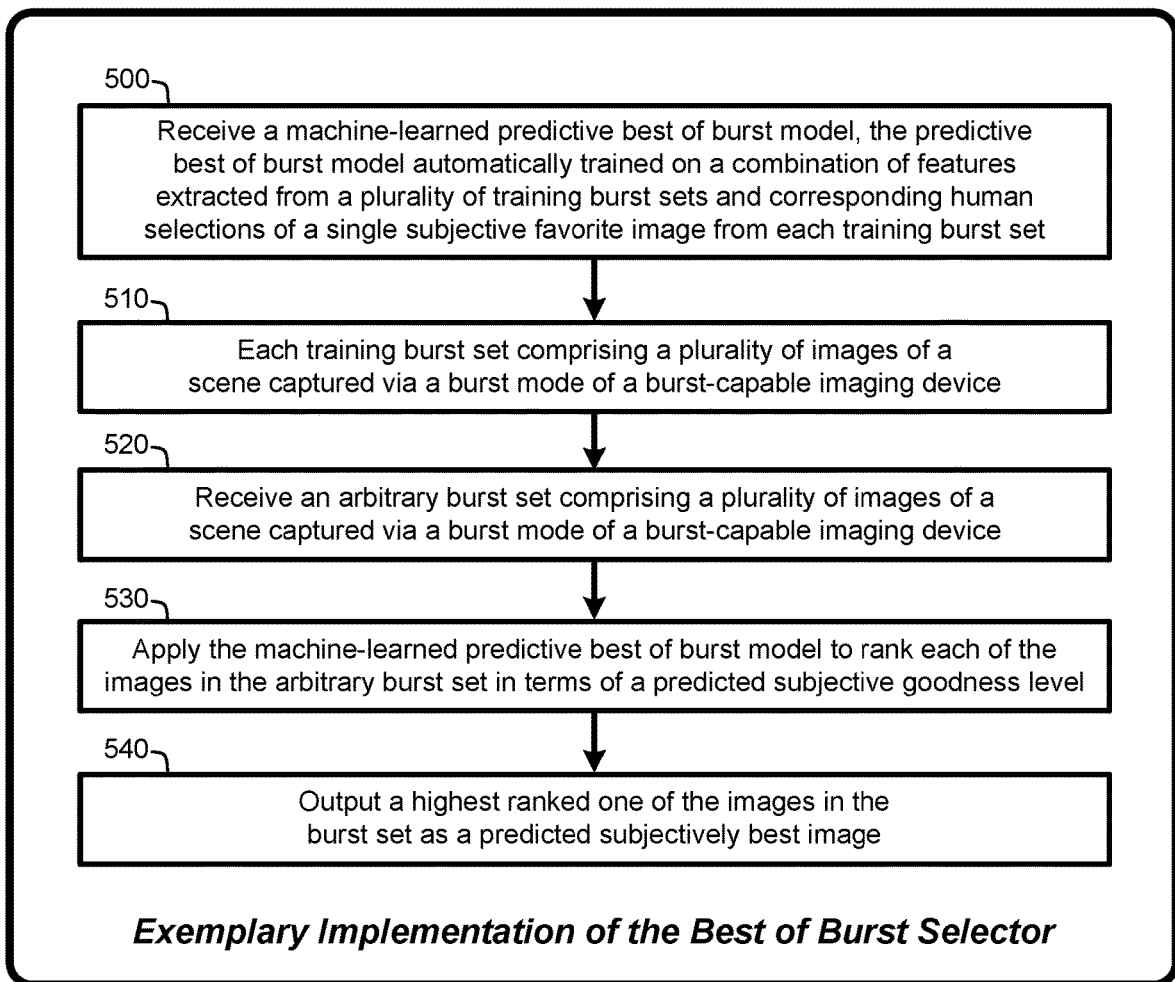 500
Receive a machine-learned predictive best of burst model, the predictive
best of burst model automatically trained on a combination of features
extracted from a plurality of training burst sets and corresponding human
selections of a single subjective favorite image from each training burst set
510
Each training burst set comprising a plurality of images of a
scene captured via a burst mode of a burst-capable imaging device
520
Receive an arbitrary burst set comprising a plurality of images of a
scene captured via a burst mode of a burst-capable imaging device
530
Apply the machine-learned predictive best of burst model to rank each of the
images in the arbitrary burst set in terms of a predicted subjective goodness level
540
Output a highest ranked one of the images in the
burst set as a predicted subjectively best image
Exemplary Implementation of the Best of Burst Selector